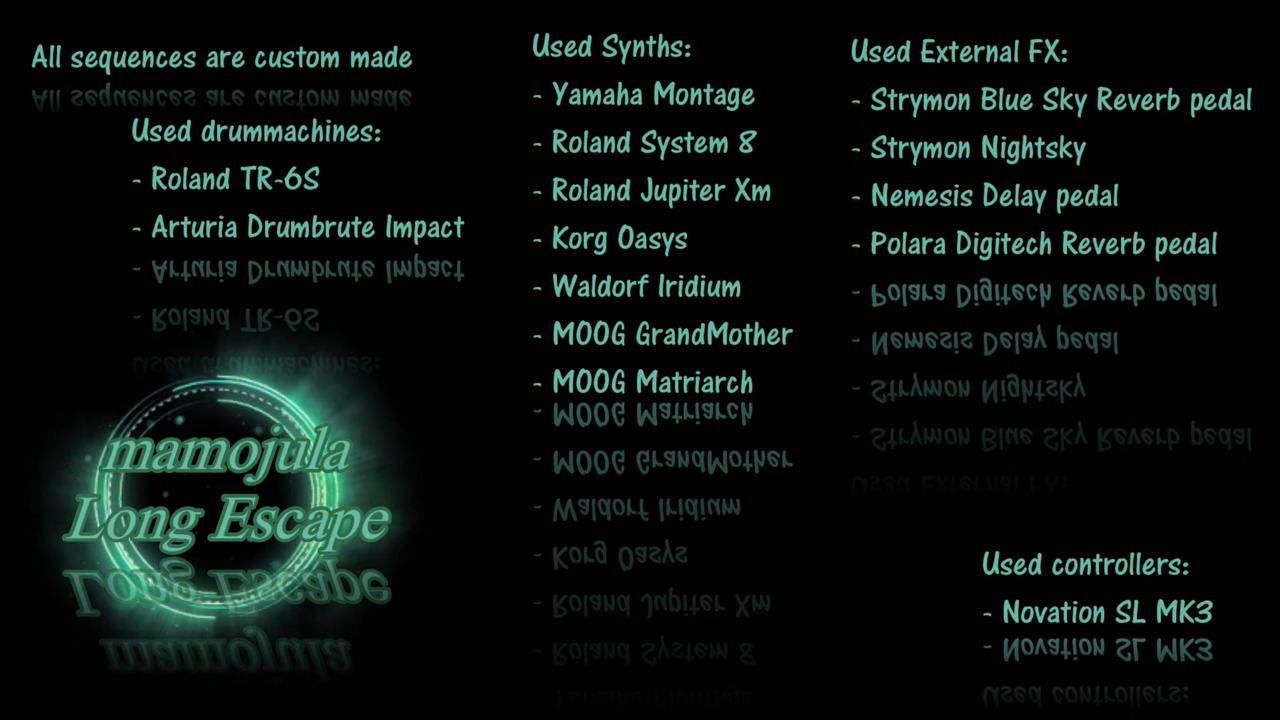 All sequences are custom made
Used drummachines:
- Roland TR-6S
- Arturia Drumbrute Impact
mamojula
Long Escape
Used Synths:
- Yamaha Montage
- Roland System 8
- Roland Jupiter Xm
- Korg Oasys
- Waldorf Iridium
- MOOG GrandMother
- MOOG Matriarch
Used External FX:
- Strymon Blue Sky Reverb pedal
- Strymon Nightsky
- Nemesis Delay pedal
- Polara Digitech Reverb pedal
Used controllers:
- Novation SL MK3